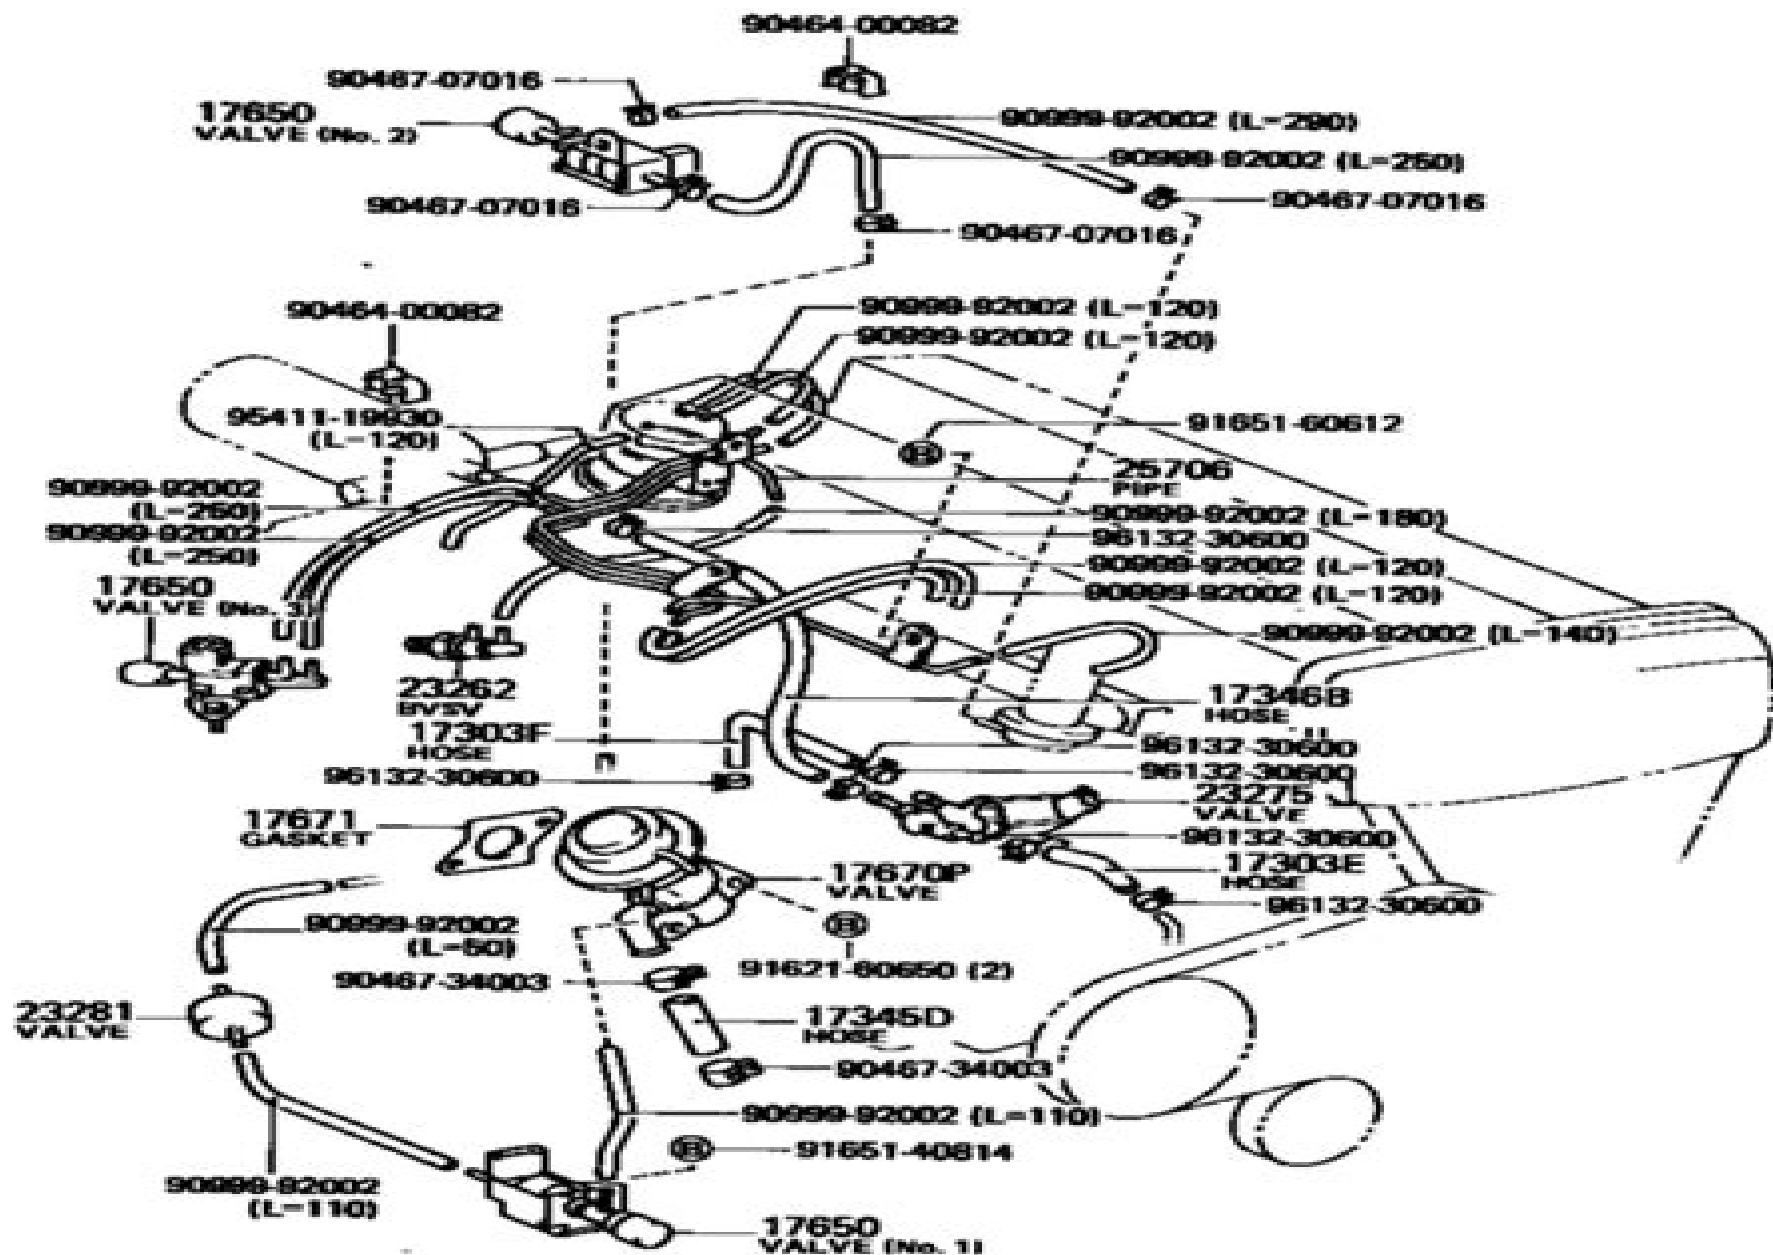 90464-00082
90467-07016
17650
VALVE (No. 2)
90999-92002 (L=290)
90999-92002 (L=250)
90467-07016
90467-07016
90467-07016
90464-00082
90999-92002 (L=120)
90999-92002 (L=120)
95411-19930
(L=120)
91651-60612
25706
PIPE
90999-92002
(L=260)
90999-92002
(L=250)
90999-92002 (L=180)
96132-30600
90999-92002 (L=120)
90999-92002 (L=120)
17650
VALVE (No. 3)
90999-92002 (L=140)
23262
BVSV
17346B
HOSE
17303F
HOSE
96132-30600
96132-30600
96132-30600
23275
VALVE
17671
GASKET
96132-30600
17303E
HOSE
17670P
VALVE
96132-30600
90999-92002
(L=50)
B
91621-60650 (2)
90467-34003
23281
VALVE
17345D
HOSE
90467-34003
90999-92002 (L=110)
B
91651-40814
90999-92002
(L=110)
17650
VALVE (No. 1)